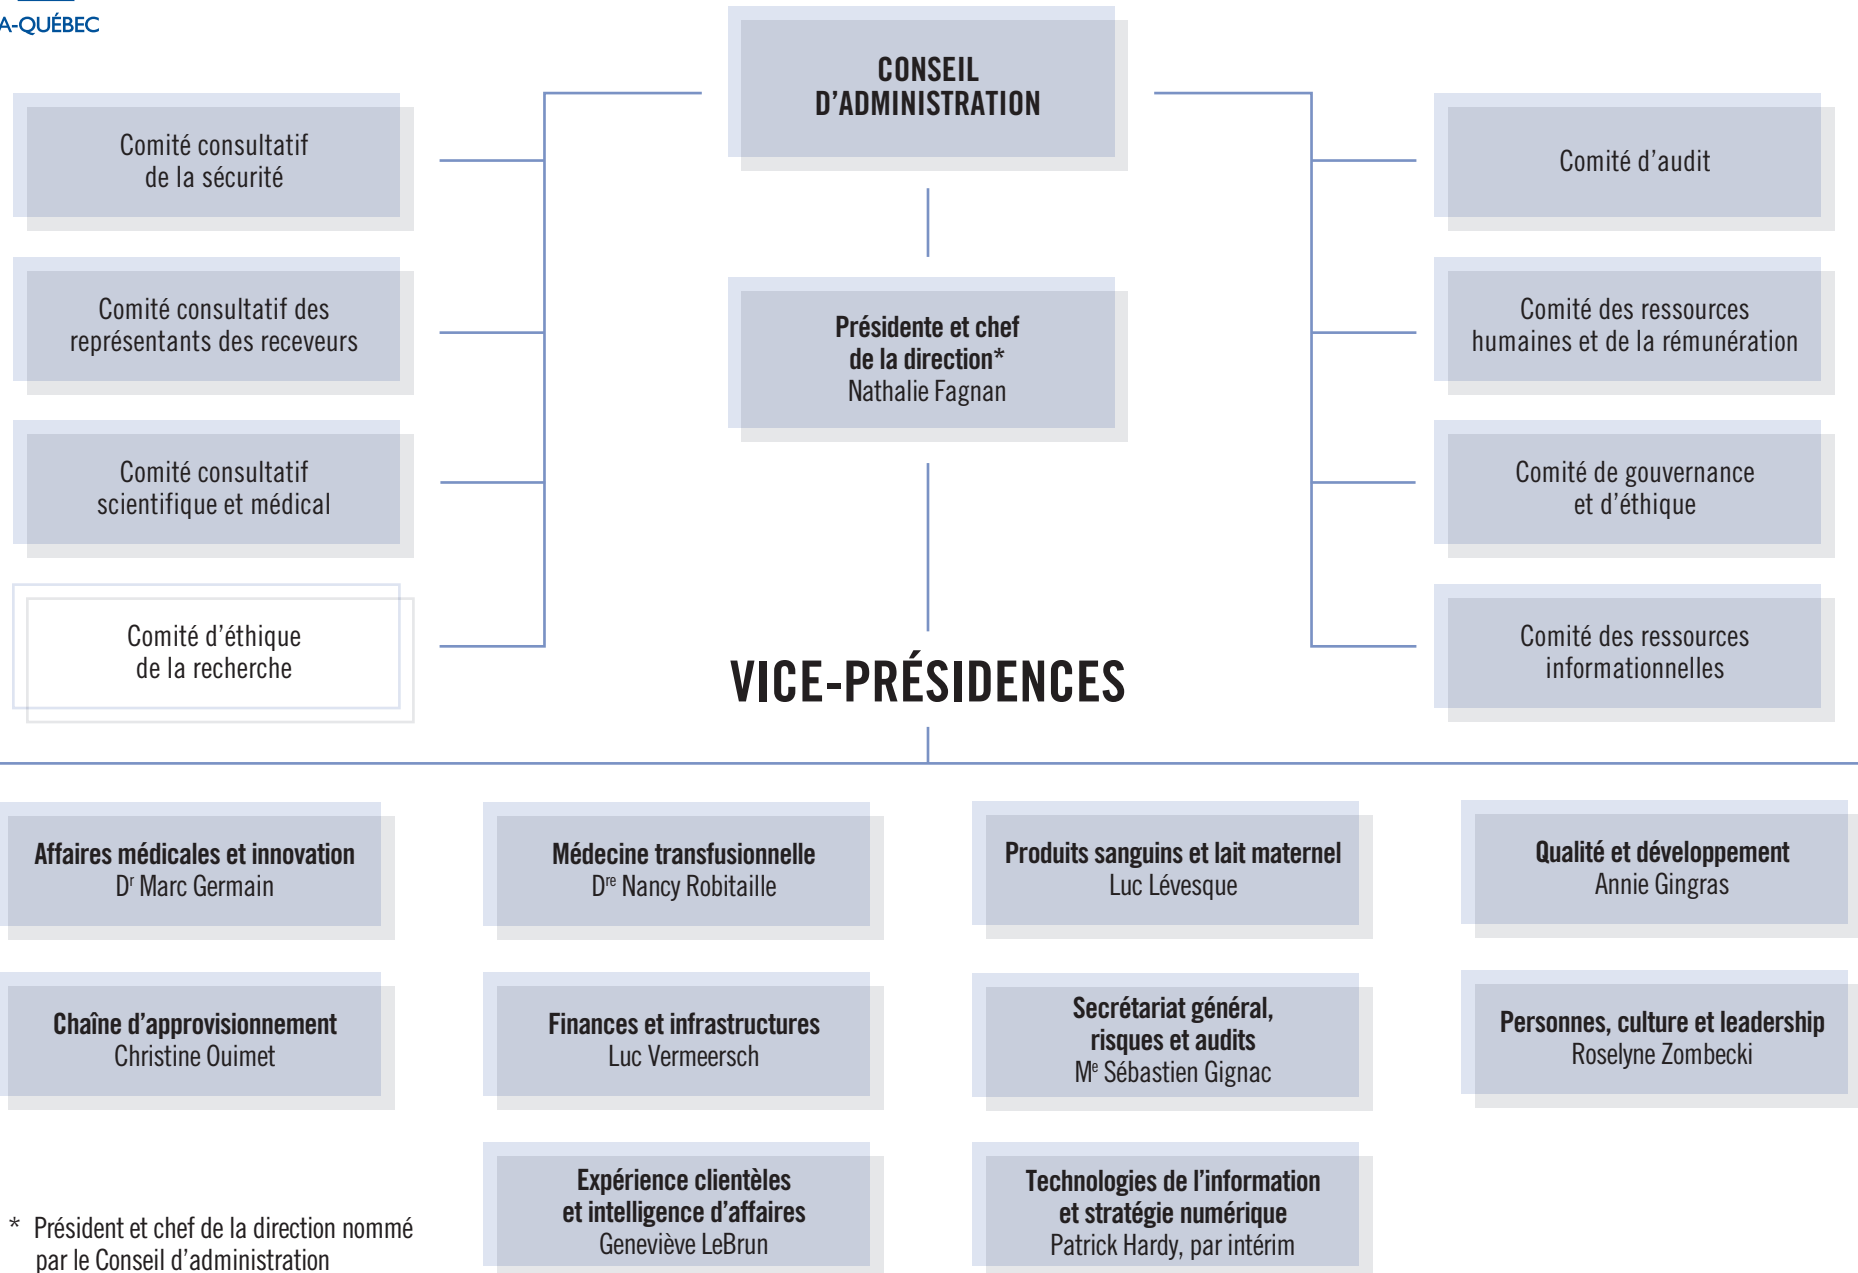 A-QUÉBEC
CONSEIL
D’ADMINISTRATION
Comité consultatif
de la sécurité
Comité consultatif des
représentants des receveurs
Comité consultatif
scientifique et médical
Comité d’éthique
de la recherche
Présidente et chef
de la direction*
Nathalie Fagnan
Comité d’audit
Comité des ressources
humaines et de la rémunération
Comité de gouvernance
et d’éthique
Comité des ressources
informationnelles
VICE-PRÉSIDENCES
Affaires médicales et innovation
Dʳ Marc Germain
Médecine transfusionnelle
Dʳᵉ Nancy Robitaille
Produits sanguins et lait maternel
Luc Lévesque
Qualité et développement
Annie Gingras
Chaîne d’approvisionnement
Christine Ouimet
Finances et infrastructures
Luc Vermeersch
Secrétariat général,
risques et audits
Mᵉ Sébastien Gignac
Personnes, culture et leadership
Roselyne Zombecki
Expérience clientèles
et intelligence d’affaires
Geneviève LeBrun
Technologies de l’information
et stratégie numérique
Patrick Hardy, par intérim
* Président et chef de la direction nommé
par le Conseil d’administration